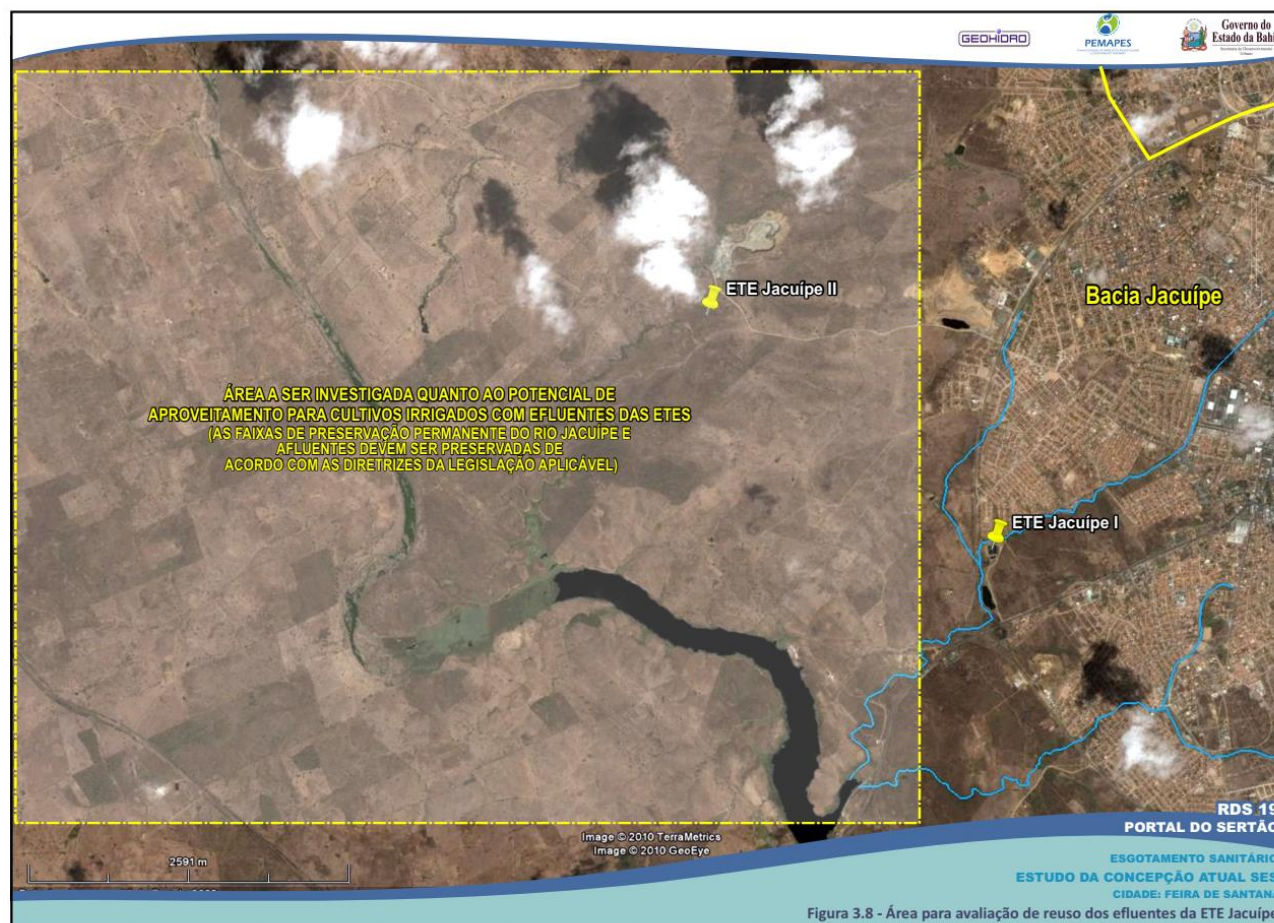 GEOHIDRO
PEMAPES
Governo do
Estado da Bahi
ETE Jacuípe II
Bacia Jacuípe
ÁREA A SER INVESTIGADA QUANTO AO POTENCIAL DE
APROVEITAMENTO PARA CULTIVOS IRRIGADOS COM EFLUENTES DAS ETES
(AS FAIXAS DE PRESERVAÇÃO PERMANENTE DO RIO JACUÍPE E
AFLUENTES DEVEM SER PRESERVADAS DE
ACORDO COM AS DIRETRIZES DA LEGISLAÇÃO APLICÁVEL)
ETE Jacuípe I
Image © 2010 TerraMetrics
Image © 2010 GeoEye
2591 m
RDS 19
PORTAL DO SERTÃO
ESGOTAMENTO SANITÁRIO
ESTUDO DA CONCEPÇÃO ATUAL SES
CIDADE: FEIRA DE SANTANA
Figura 3.8 - Área para avaliação de reuso dos efluentes da ETE Jacuípe